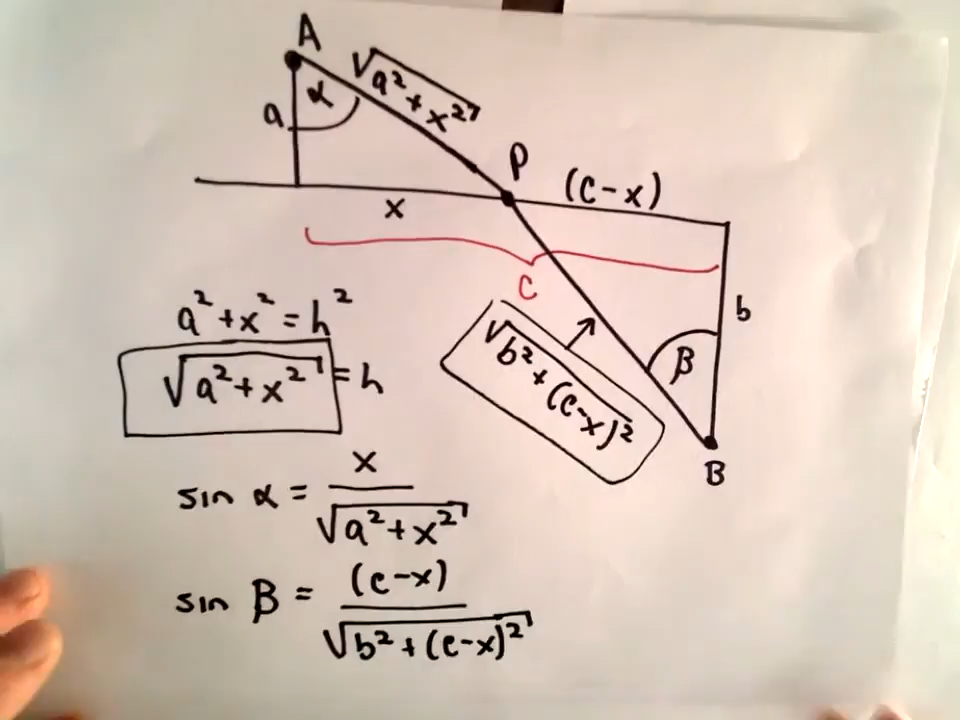 A
a
α
√(a² + x²)
P
(c-x)
x
c
b
β
√(b² + (c-x)²)
B
a² + x² = h²
√(a² + x²) = h
sin α = x / √(a² + x²)
sin β = (c-x) / √(b² + (c-x)²)